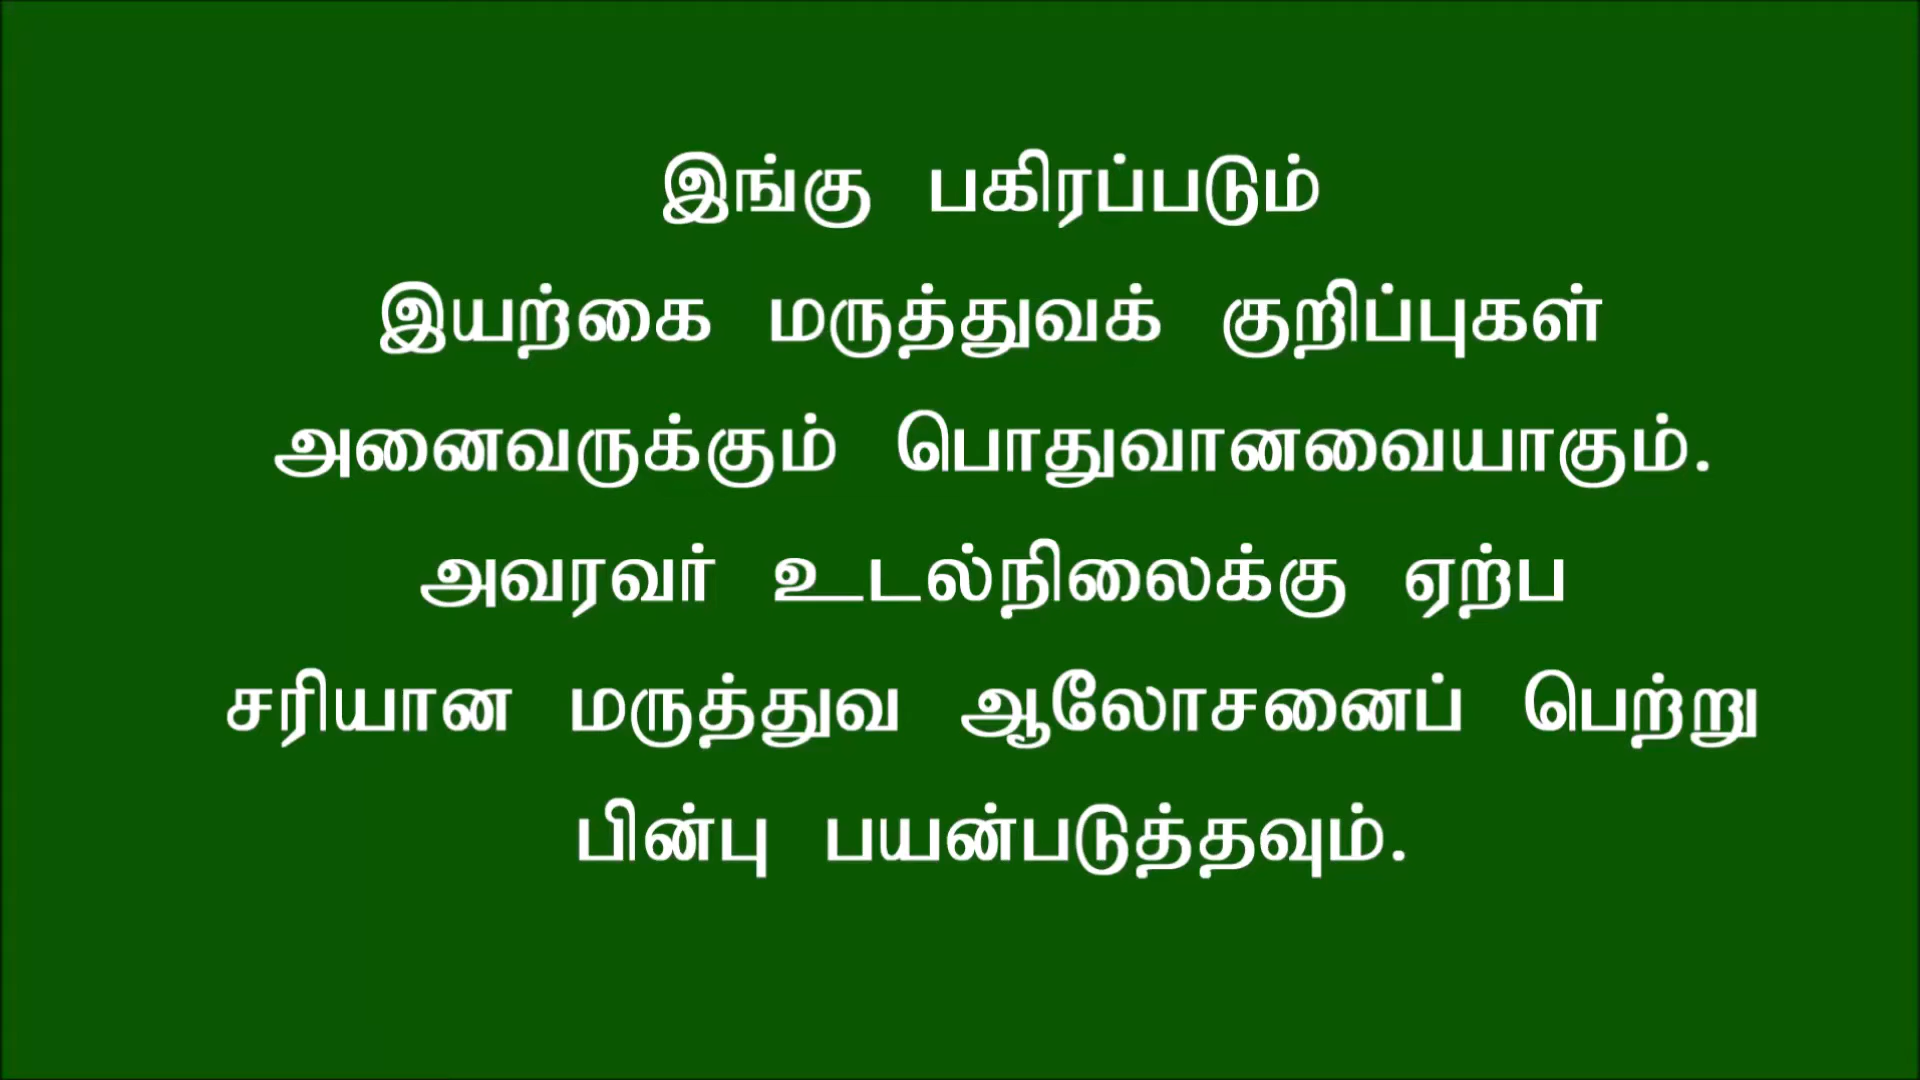 இங்கு பகிரப்படும்
இயற்கை மருத்துவக் குறிப்புகள்
அனைவருக்கும் பொதுவானவையாகும்.
அவரவர் உடல்நிலைக்கு ஏற்ப
சரியான மருத்துவ ஆலோசனைப் பெற்று
பின்பு பயன்படுத்தவும்.